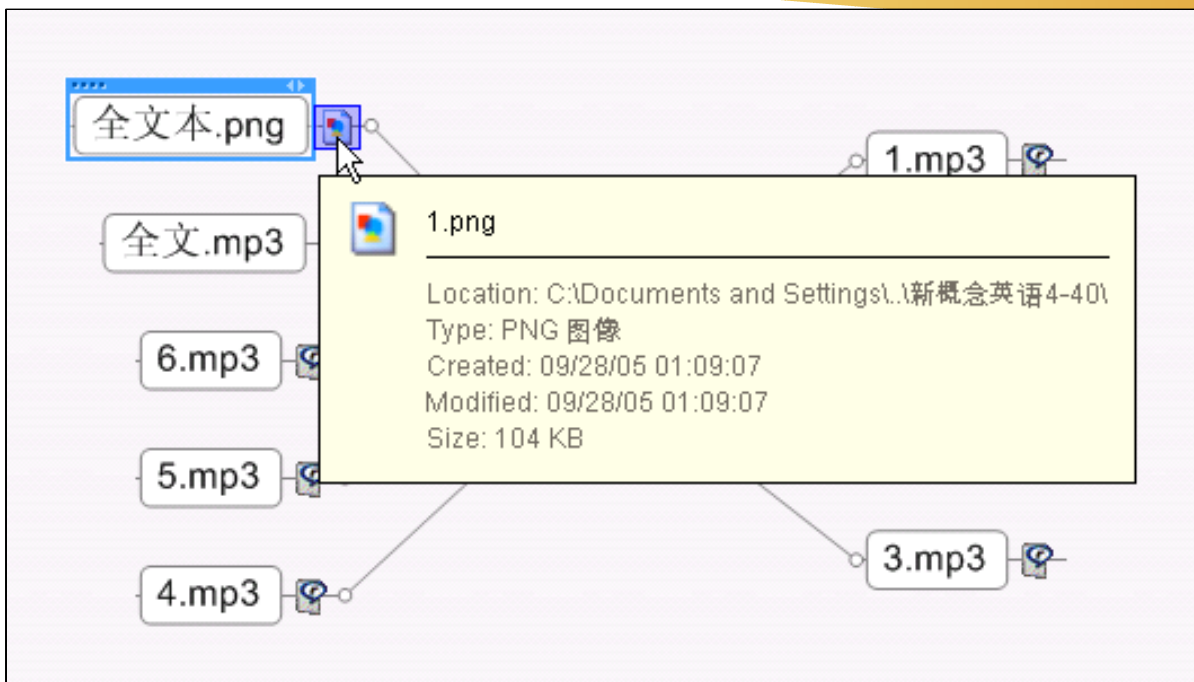 全文本.png
1.mp3
全文.mp3
1.png
Location: C:\Documents and Settings\..\新概念英语4-40\
Type: PNG 图像
Created: 09/28/05 01:09:07
Modified: 09/28/05 01:09:07
Size: 104 KB
6.mp3
5.mp3
4.mp3
3.mp3